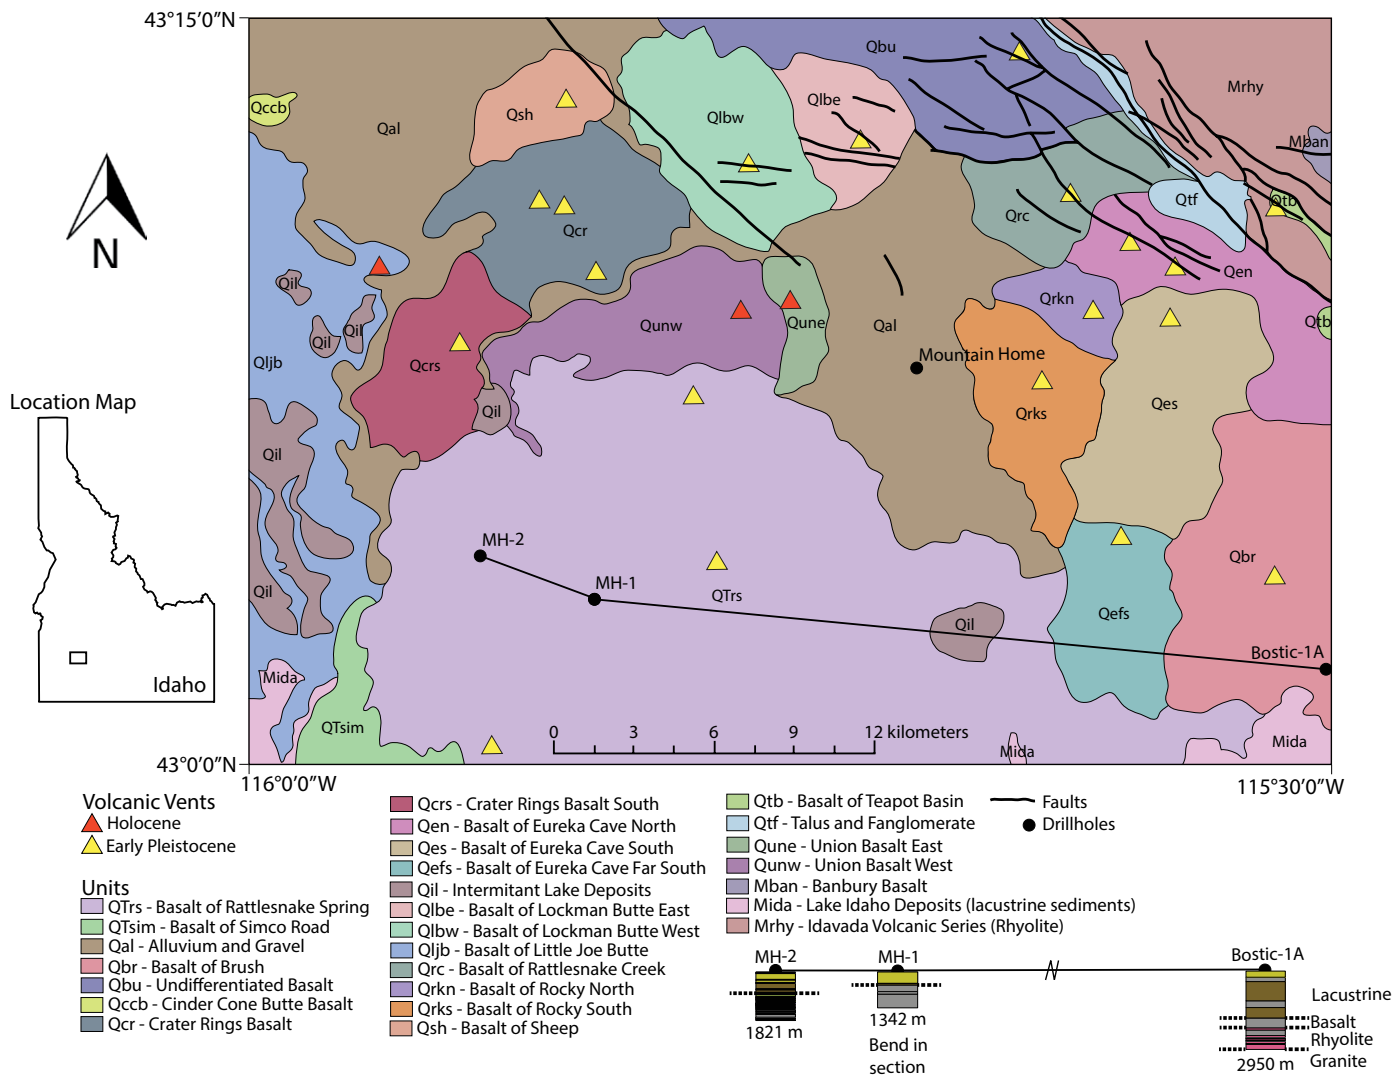 43°15′0″N
Qccb
Qal
Qsh
Qlbw
Qlbe
Qbu
Mrhy
Mban
Qtf
Qtb
Qrc
Qcr
Qen
Qil
Qil
Qil
Qljb
Qunw
Qune
Qal
Qrkn
Qtb
Mountain Home
Qcrs
Qil
Qrks
Qes
Qil
MH-2
MH-1
QTrs
Qbr
Qil
Qil
Qefs
Bostic-1A
Mida
QTsim
Mida
Mida
0 3 6 9 12 kilometers
43°0′0″N
116°0′0″W
115°30′0″W
N
Location Map
Idaho
Volcanic Vents
Holocene
Early Pleistocene
Units
QTrs - Basalt of Rattlesnake Spring
QTsim - Basalt of Simco Road
Qal - Alluvium and Gravel
Qbr - Basalt of Brush
Qbu - Undifferentiated Basalt
Qccb - Cinder Cone Butte Basalt
Qcr - Crater Rings Basalt
Qcrs - Crater Rings Basalt South
Qen - Basalt of Eureka Cave North
Qes - Basalt of Eureka Cave South
Qefs - Basalt of Eureka Cave Far South
Qil - Intermitant Lake Deposits
Qlbe - Basalt of Lockman Butte East
Qlbw - Basalt of Lockman Butte West
Qljb - Basalt of Little Joe Butte
Qrc - Basalt of Rattlesnake Creek
Qrkn - Basalt of Rocky North
Qrks - Basalt of Rocky South
Qsh - Basalt of Sheep
Qtb - Basalt of Teapot Basin
Qtf - Talus and Fanglomerate
Qune - Union Basalt East
Qunw - Union Basalt West
Mban - Banbury Basalt
Mida - Lake Idaho Deposits (lacustrine sediments)
Mrhy - Idavada Volcanic Series (Rhyolite)
Faults
Drillholes
MH-2
MH-1
Bostic-1A
1821 m
1342 m
Bend in
section
Lacustrine
Basalt
Rhyolite
Granite
2950 m